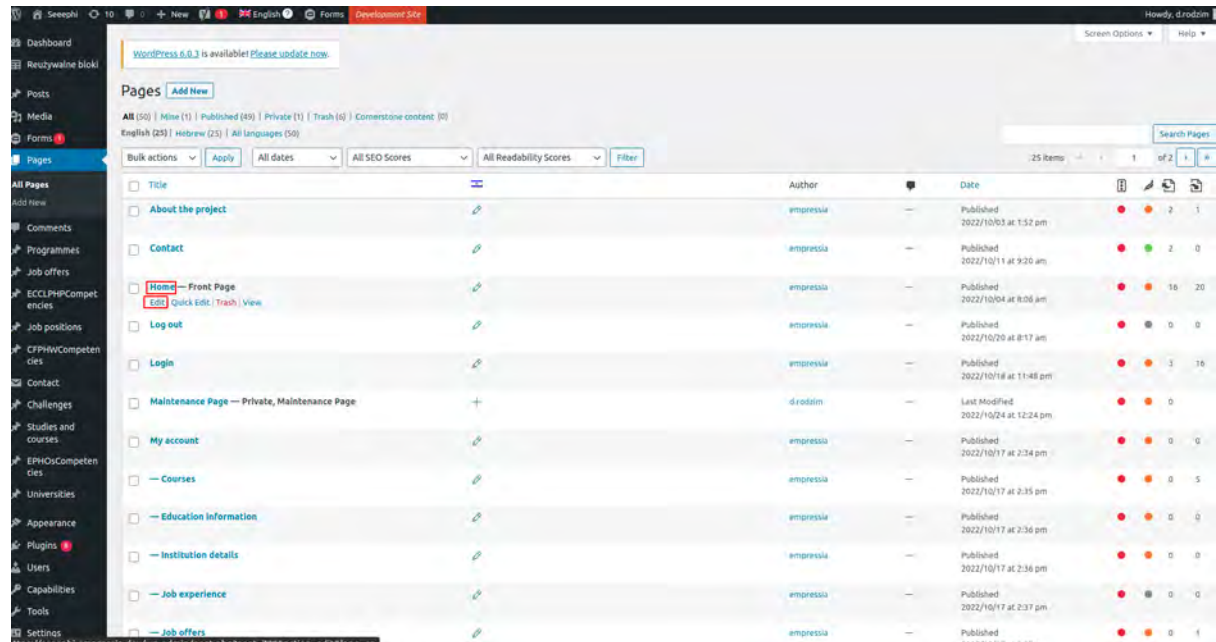 Seeephi 10 0 + New 1 English Forms Development Site Howdy, d.rodzim
Screen Options Help
WordPress 6.0.3 is available! Please update now.
Pages Add New
All (50) | Mine (1) | Published (49) | Private (1) | Trash (6) | Cornerstone content (0)
English (25) | Hebrew (25) | All languages (50)
Search Pages
Bulk actions Apply All dates All SEO Scores All Readability Scores Filter 25 items 1 of 2
Title Author Date
About the project empressia — Published 2 1
2022/10/03 at 1:52 pm
Contact empressia — Published 2 0
2022/10/11 at 9:20 am
Home — Front Page empressia — Published 16 20
Edit | Quick Edit | Trash | View 2022/10/04 at 8:06 am
Log out empressia — Published 0 0
2022/10/20 at 8:17 am
Login empressia — Published 3 16
2022/10/18 at 11:48 pm
Maintenance Page — Private, Maintenance Page d.rodzim — Last Modified 0
2022/10/24 at 12:24 pm
My account empressia — Published 0 0
2022/10/17 at 2:34 pm
— Courses empressia — Published 0 5
2022/10/17 at 2:35 pm
— Education information empressia — Published 0 0
2022/10/17 at 2:36 pm
— Institution details empressia — Published 0 0
2022/10/17 at 2:36 pm
— Job experience empressia — Published 0 0
2022/10/17 at 2:37 pm
— Job offers empressia — Published 0 1
Dashboard
Reużywalne bloki
Posts
Media
Forms 1
Pages
All Pages
Add New
Comments
Programmes
Job offers
ECCLPHPCompet
encies
Job positions
CFPHWCompeten
cies
Contact
Challenges
Studies and
courses
EPHOsCompeten
cies
Universities
Appearance
Plugins
Users
Capabilities
Tools
Settings